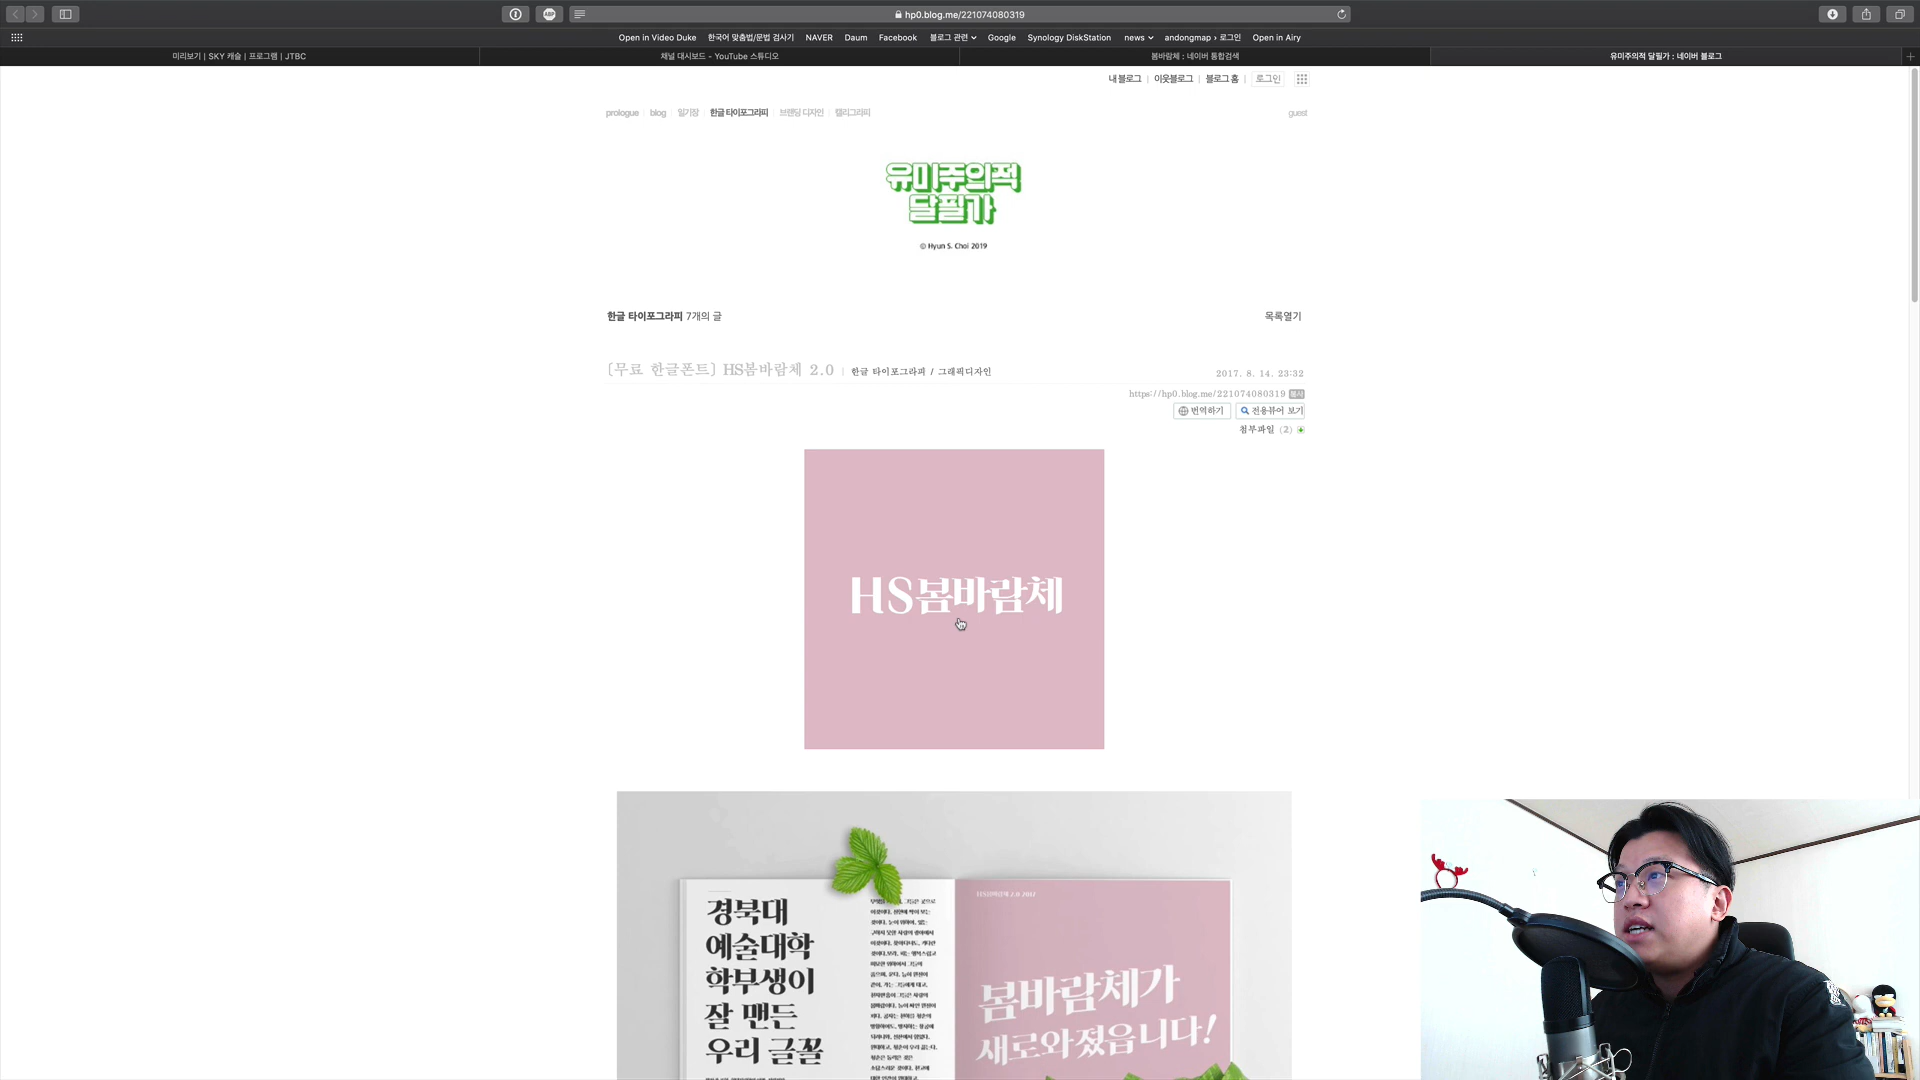 hp0.blog.me/221074080319
Open in Video Duke 한국어 맞춤법/문법 검사기 NAVER Daum Facebook 블로그 관련 Google Synology DiskStation news andongmap › 로그인 Open in Airy
미리보기 | SKY 캐슬 | 프로그램 | JTBC
채널 대시보드 - YouTube 스튜디오
봄바람체 : 네이버 통합검색
유미주의적 달필가 : 네이버 블로그
내 블로그 | 이웃블로그 | 블로그 홈 | 로그인
prologue blog 일기장 한글 타이포그라피 브랜딩 디자인 캘리그라피 guest
유미주의적
달필가
© Hyun S. Choi 2019
한글 타이포그라피 7개의 글 목록열기
[무료 한글폰트] HS봄바람체 2.0 | 한글 타이포그라피 / 그래픽디자인 2017. 8. 14. 23:32
https://hp0.blog.me/221074080319 복사
번역하기 전용뷰어 보기
첨부파일 (2)
HS봄바람체
경북대
예술대학
학부생이
잘 맨든
우리 글꼴
HS봄바람체 2.0 2017
봄바람체가
새로와졌읍니다!